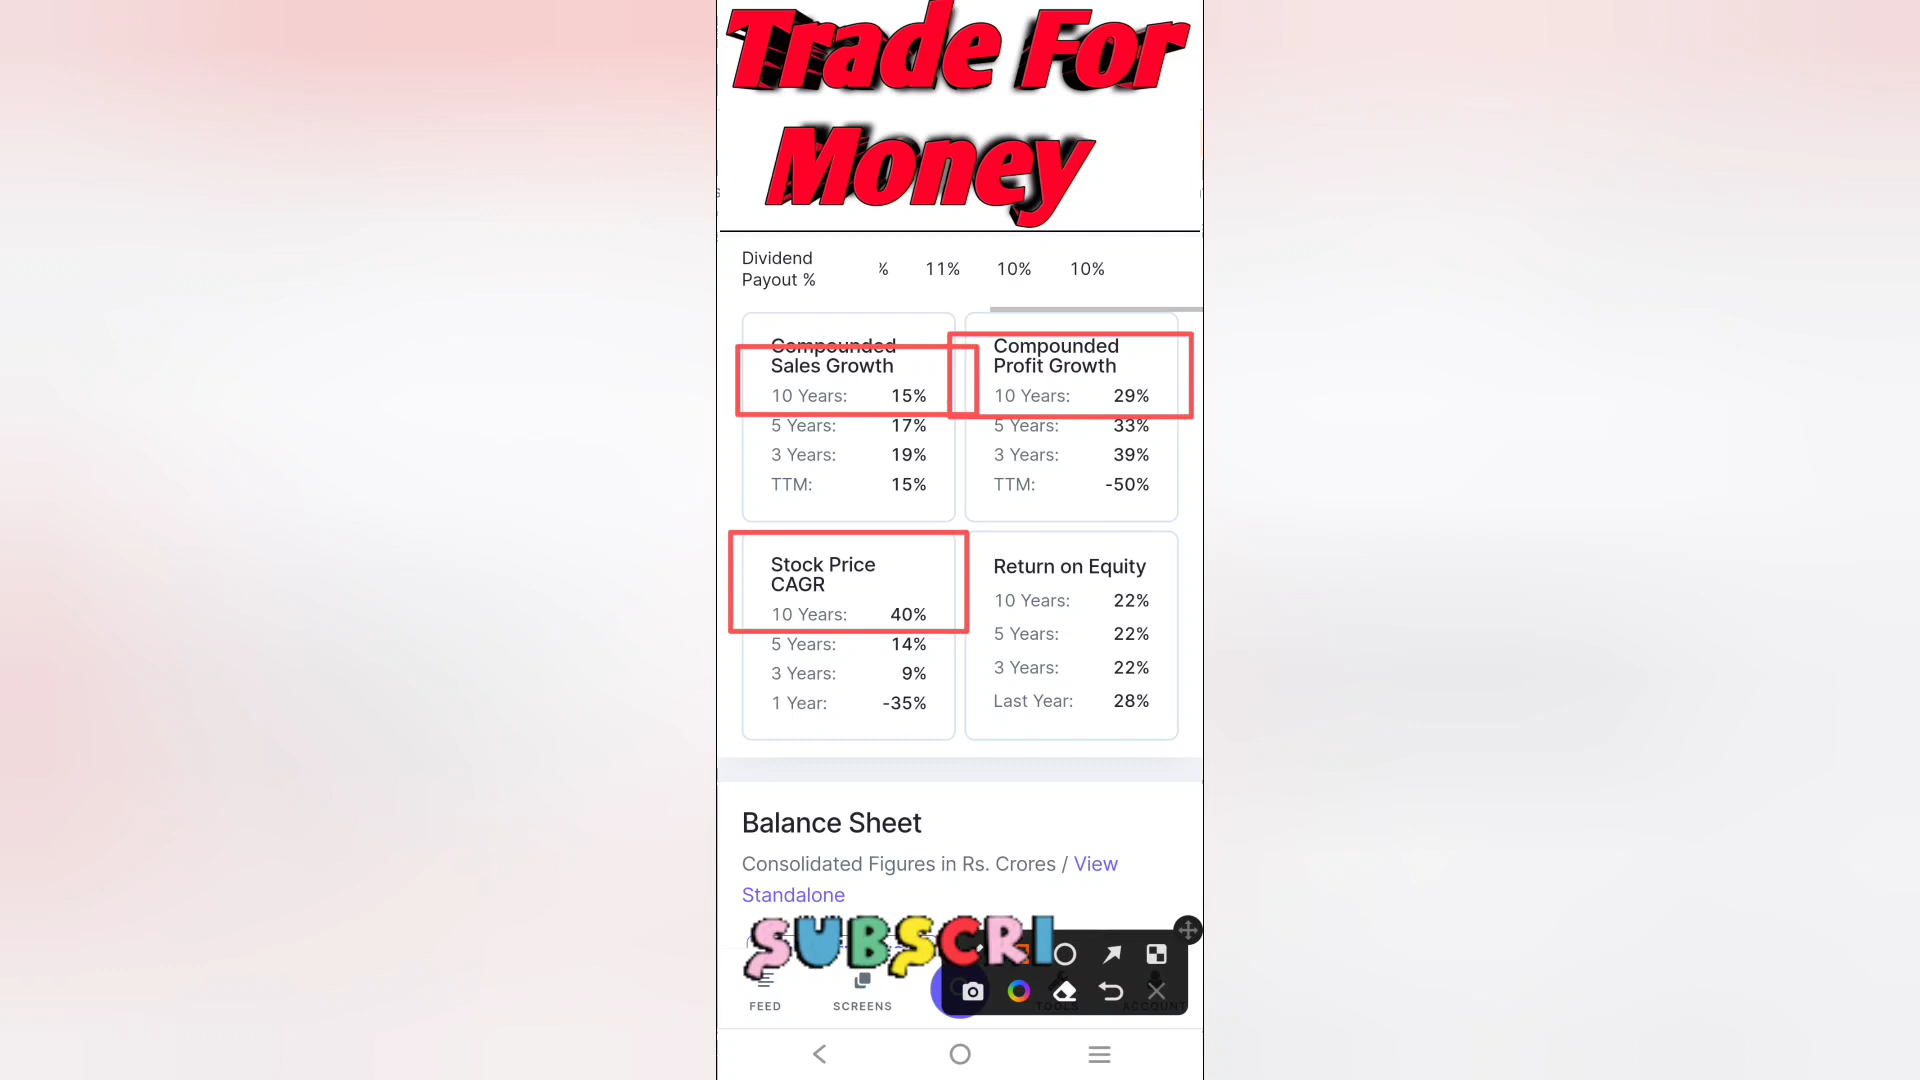 Trade For
Money
Dividend
Payout %
% 11% 10% 10%
Compounded
Sales Growth
10 Years: 15%
5 Years: 17%
3 Years: 19%
TTM: 15%
Compounded
Profit Growth
10 Years: 29%
5 Years: 33%
3 Years: 39%
TTM: -50%
Stock Price
CAGR
10 Years: 40%
5 Years: 14%
3 Years: 9%
1 Year: -35%
Return on Equity
10 Years: 22%
5 Years: 22%
3 Years: 22%
Last Year: 28%
Balance Sheet
Consolidated Figures in Rs. Crores / View
Standalone
SUBSCRI
FEED SCREENS TOOLS ACCOUNT